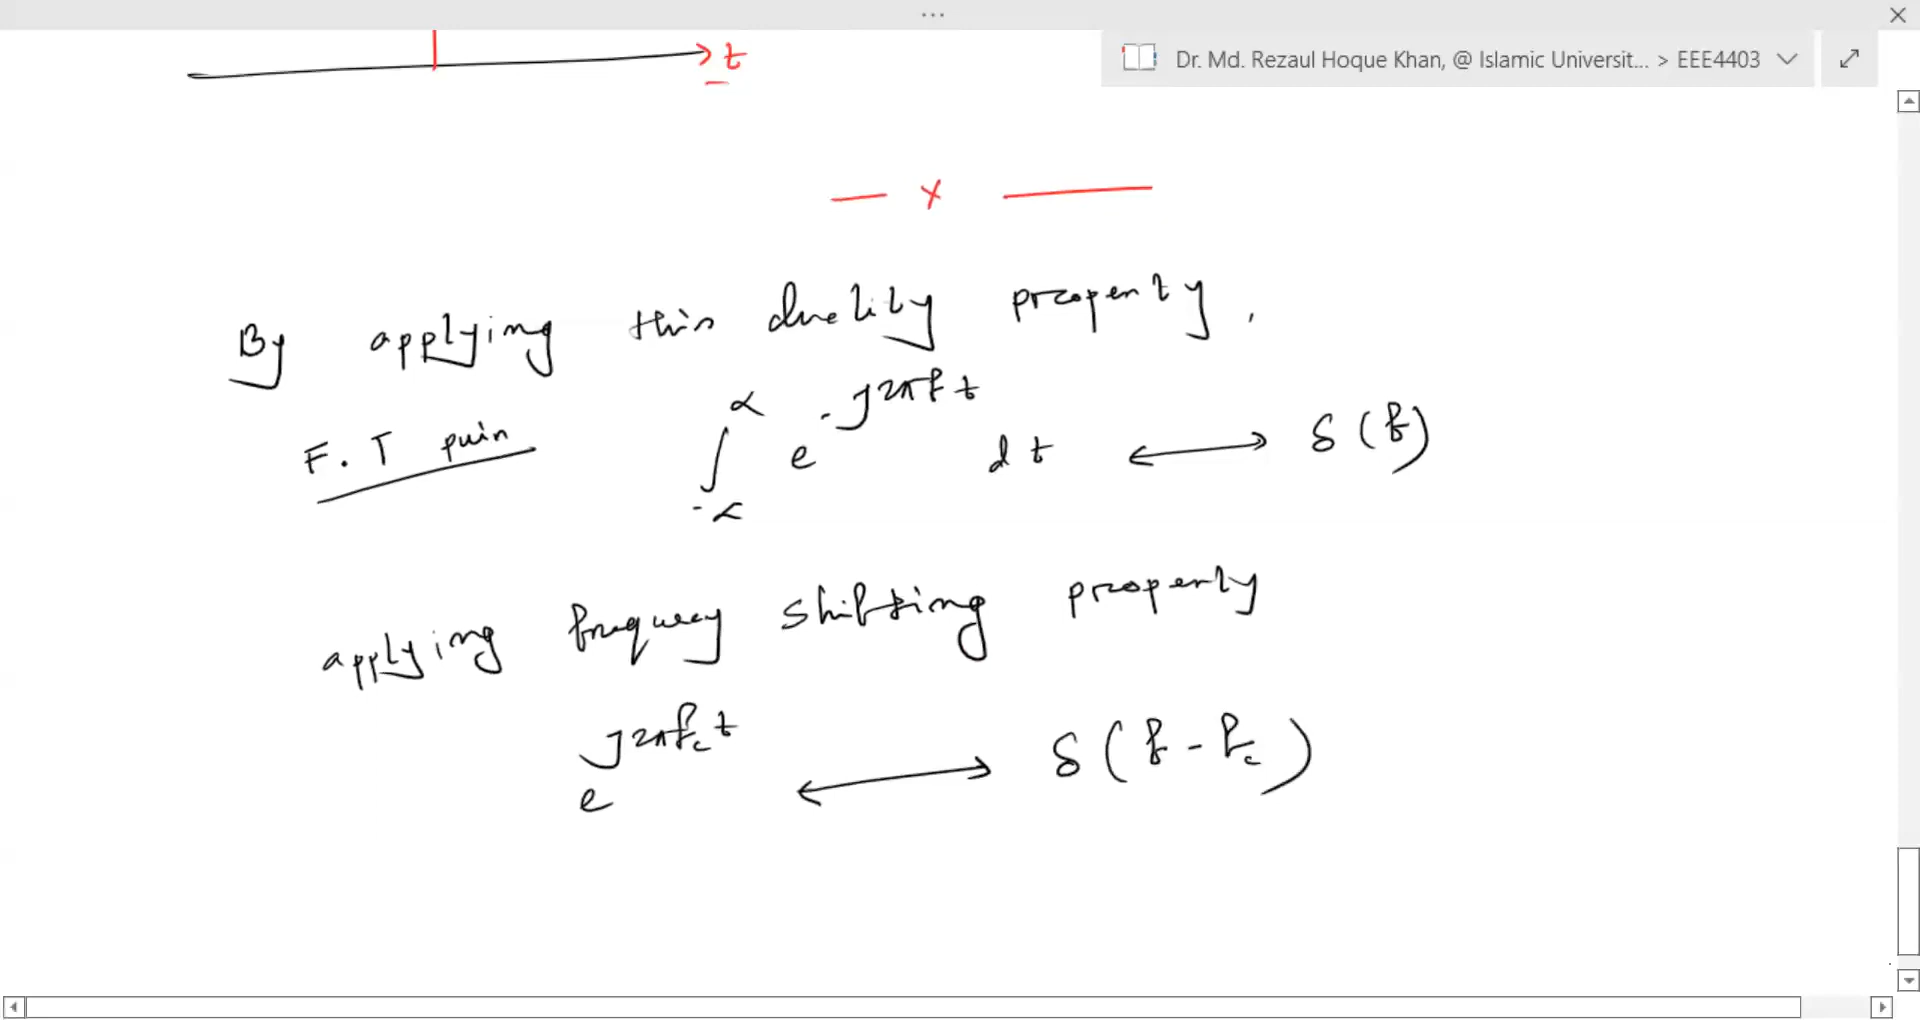 ...
t
Dr. Md. Rezaul Hoque Khan, @ Islamic Universit... > EEE4403
— x —
By applying this duality property,
F.T pair ∫_{-∞}^{∞} e^{-j2πft} dt ⟷ δ(f)
applying frequency shifting property
e^{j2πf_c t} ⟷ δ(f - f_c)